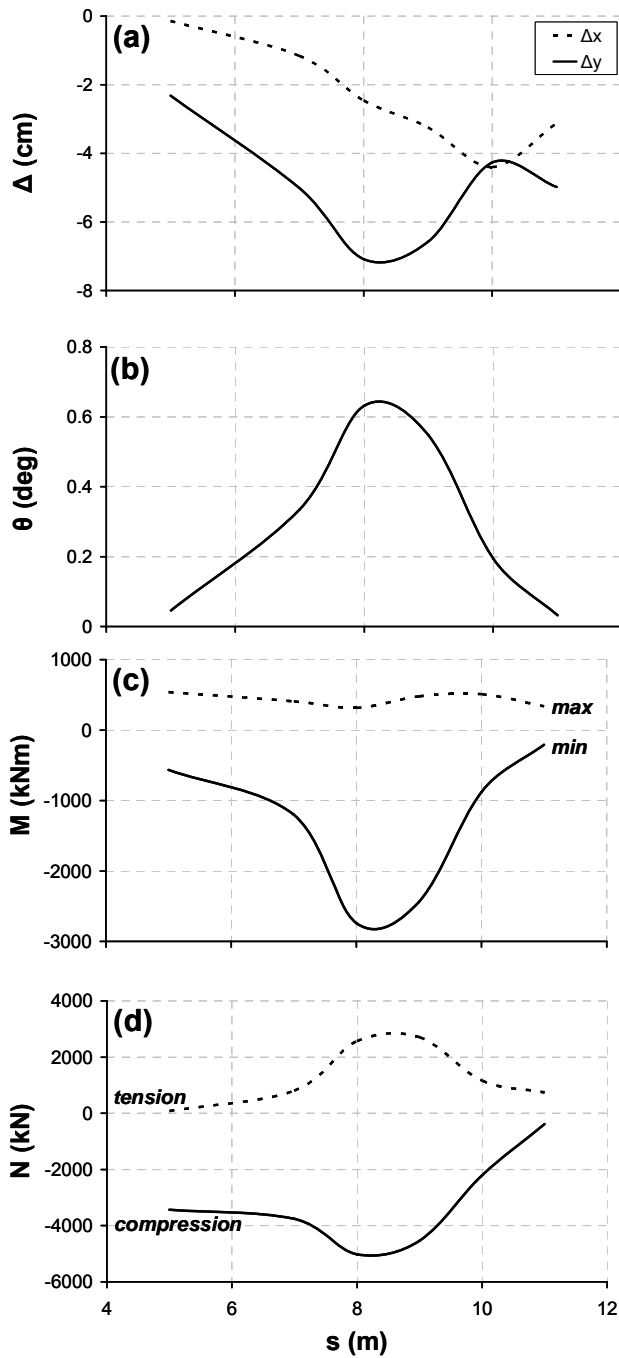 (a)
Δx
Δy
0
-2
-4
-6
-8
Δ (cm)
(b)
0.8
0.6
0.4
0.2
0
θ (deg)
(c)
1000
0
-1000
-2000
-3000
M (kNm)
max
min
(d)
4000
2000
0
-2000
-4000
-6000
N (kN)
tension
compression
4 6 8 10 12
s (m)